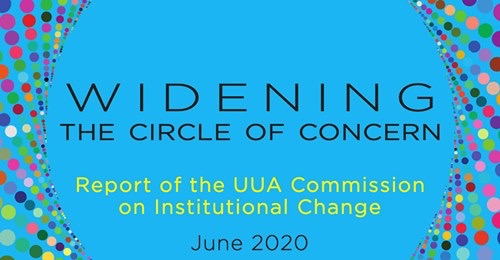 WIDENING
THE CIRCLE OF CONCERN
Report of the UUA Commission
on Institutional Change
June 2020